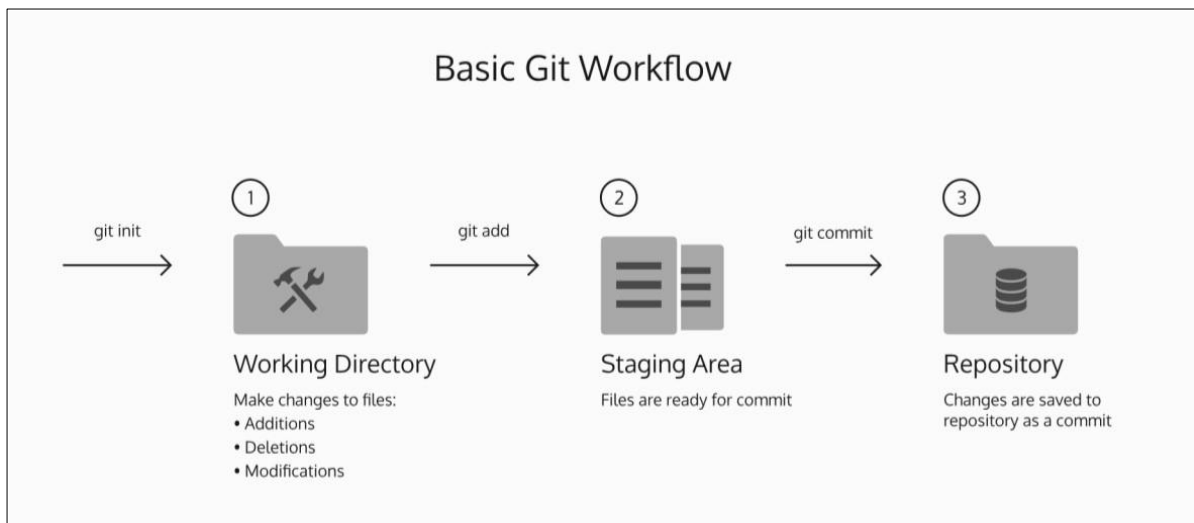 Basic Git Workflow
git init
1
Working Directory
Make changes to files:
• Additions
• Deletions
• Modifications
git add
2
Staging Area
Files are ready for commit
git commit
3
Repository
Changes are saved to
repository as a commit